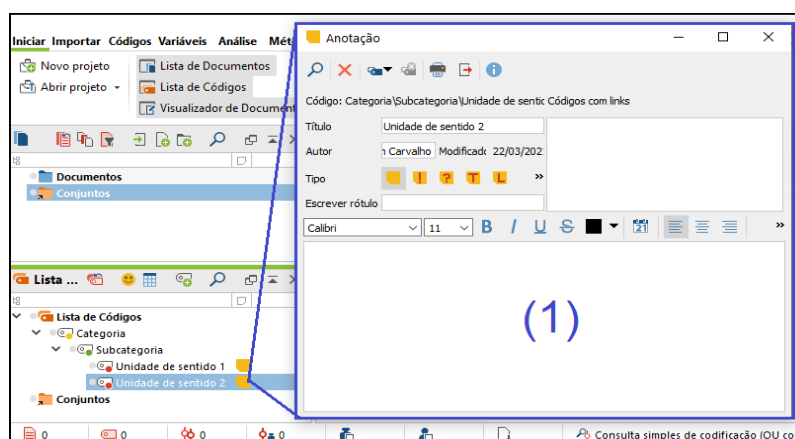 Iniciar Importar Códigos Variáveis Análise
Novo projeto
Abrir projeto
Lista de Documentos
Lista de Códigos
Visualizador de Document
Documentos
Conjuntos
Lista ...
Lista de Códigos
Categoria
Subcategoria
Unidade de sentido 1
Unidade de sentido 2
Conjuntos
0
0
0
0
Consulta simples de codificação (OU co
Anotação
Código: Categoria\Subcategoria\Unidade de sentic Códigos com links
Título
Unidade de sentido 2
Autor
Carvalho Modificadc 22/03/202
Tipo
! ? T L »
Escrever rótulo
Calibri 11 B I U S 21 »
(1)